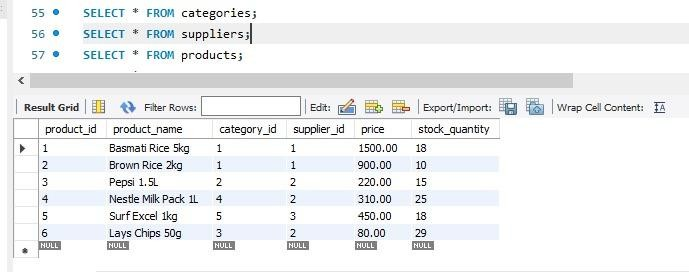 55 SELECT * FROM categories;
56 SELECT * FROM suppliers;
57 SELECT * FROM products;
Result Grid Filter Rows: Edit: Export/Import: Wrap Cell Content:
product_id product_name category_id supplier_id price stock_quantity
1 Basmati Rice 5kg 1 1 1500.00 18
2 Brown Rice 2kg 1 1 900.00 10
3 Pepsi 1.5L 2 2 220.00 15
4 Nestle Milk Pack 1L 4 2 310.00 25
5 Surf Excel 1kg 5 3 450.00 18
6 Lays Chips 50g 3 2 80.00 29
NULL NULL NULL NULL NULL NULL